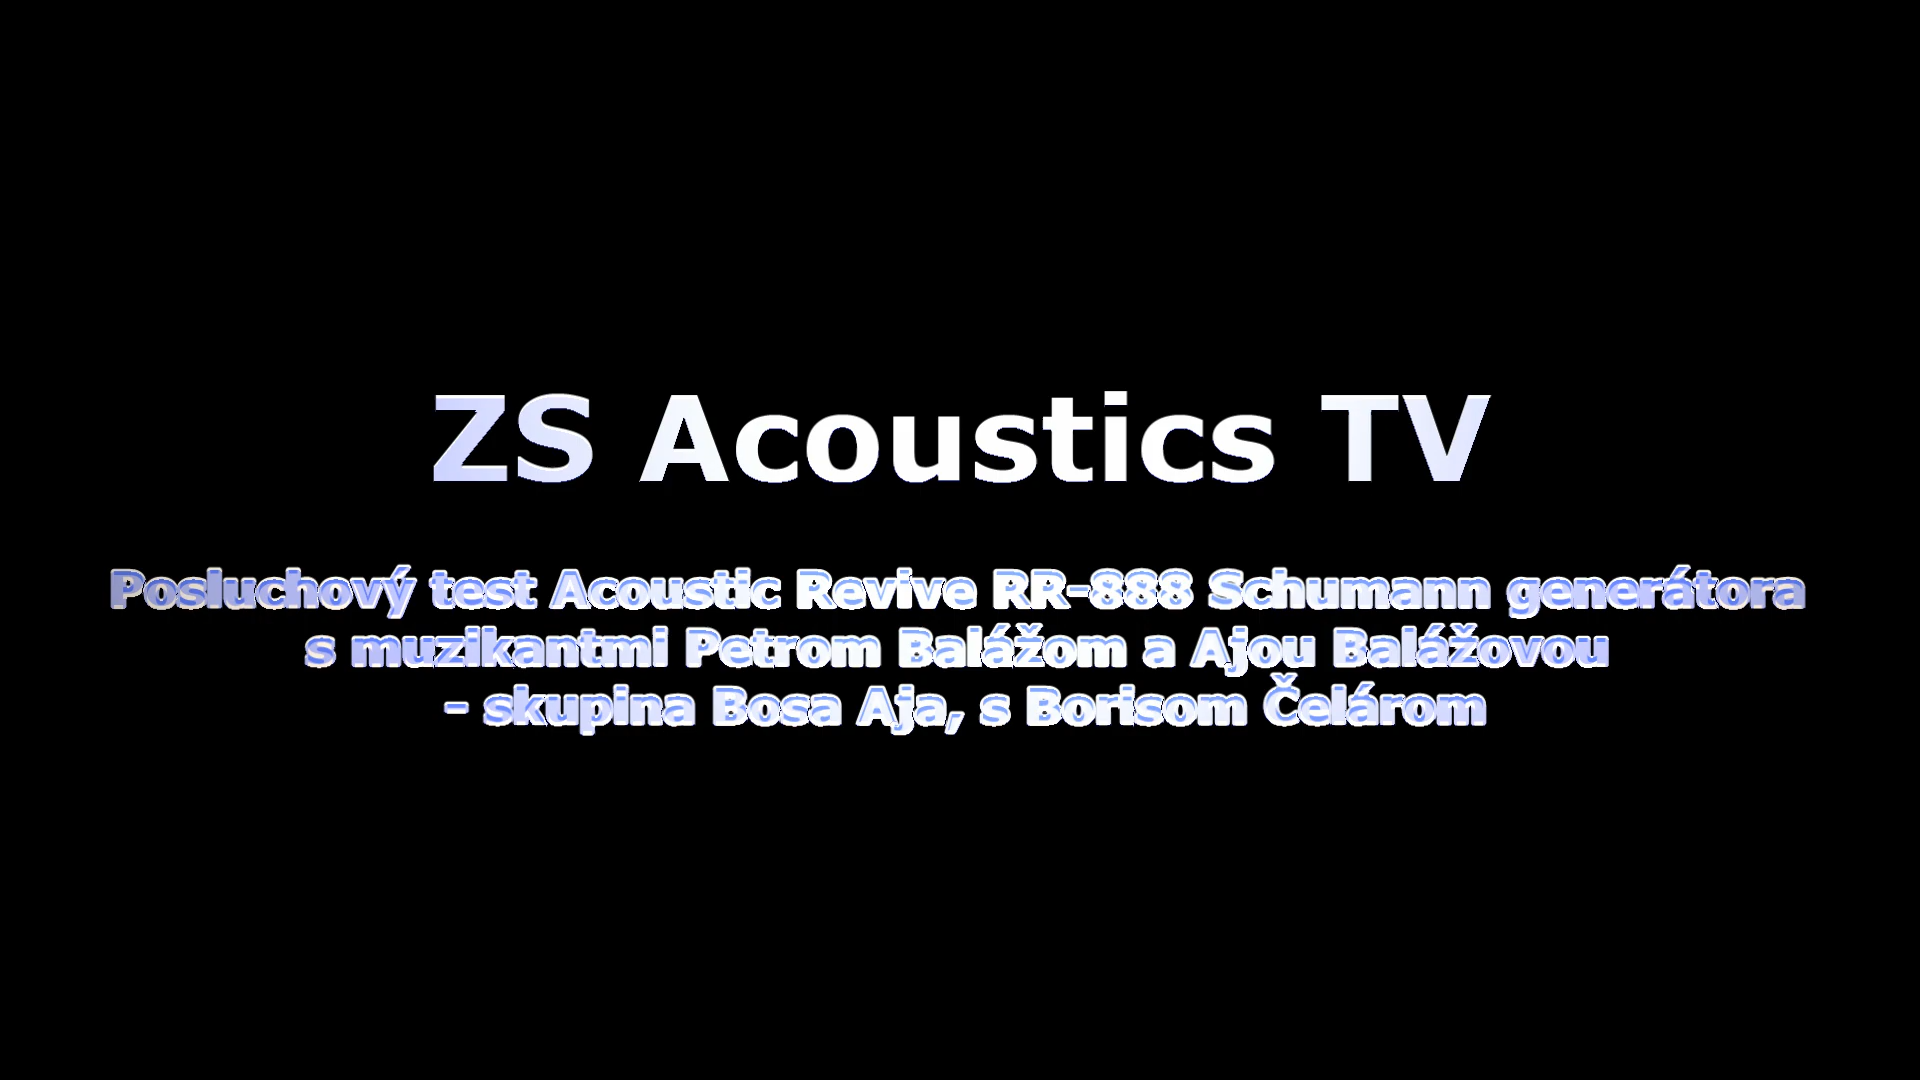 ZS Acoustics TV
Posluchový test Acoustic Revive RR-888 Schumann generátora
s muzikantmi Petrom Balážom a Ajou Balážovou
- skupina Bosa Aja, s Borisom Čelárom